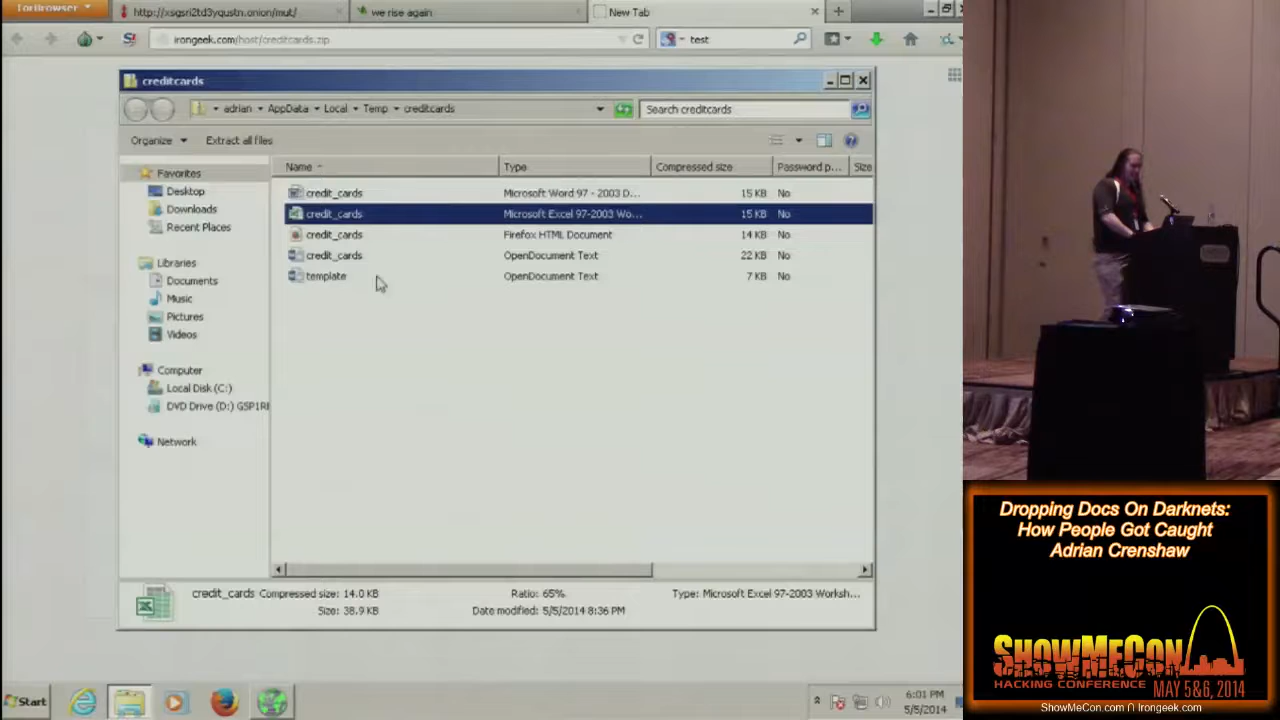 TorBrowser
http://xsgsri2td3yqustn.onion/mut/
we rise again
New Tab
irongeek.com/host/creditcards.zip
test
creditcards
adrian
AppData
Local
Temp
creditcards
Search creditcards
Organize
Extract all files
Name
Type
Compressed size
Password p...
Size
Favorites
Desktop
Downloads
Recent Places
Libraries
Documents
Music
Pictures
Videos
Computer
Local Disk (C:)
DVD Drive (D:) GSP1RI
Network
credit_cards Microsoft Word 97 - 2003 D... 15 KB No
credit_cards Microsoft Excel 97-2003 Wo... 15 KB No
credit_cards Firefox HTML Document 14 KB No
credit_cards OpenDocument Text 22 KB No
template OpenDocument Text 7 KB No
credit_cards Compressed size: 14.0 KB Ratio: 65% Type: Microsoft Excel 97-2003 Worksh...
Size: 38.9 KB Date modified: 5/5/2014 8:36 PM
Start
6:01 PM
5/5/2014
Dropping Docs On Darknets:
How People Got Caught
Adrian Crenshaw
ShowMeCon
HACKING CONFERENCE MAY 5&6, 2014
ShowMeCon.com // Irongeek.com